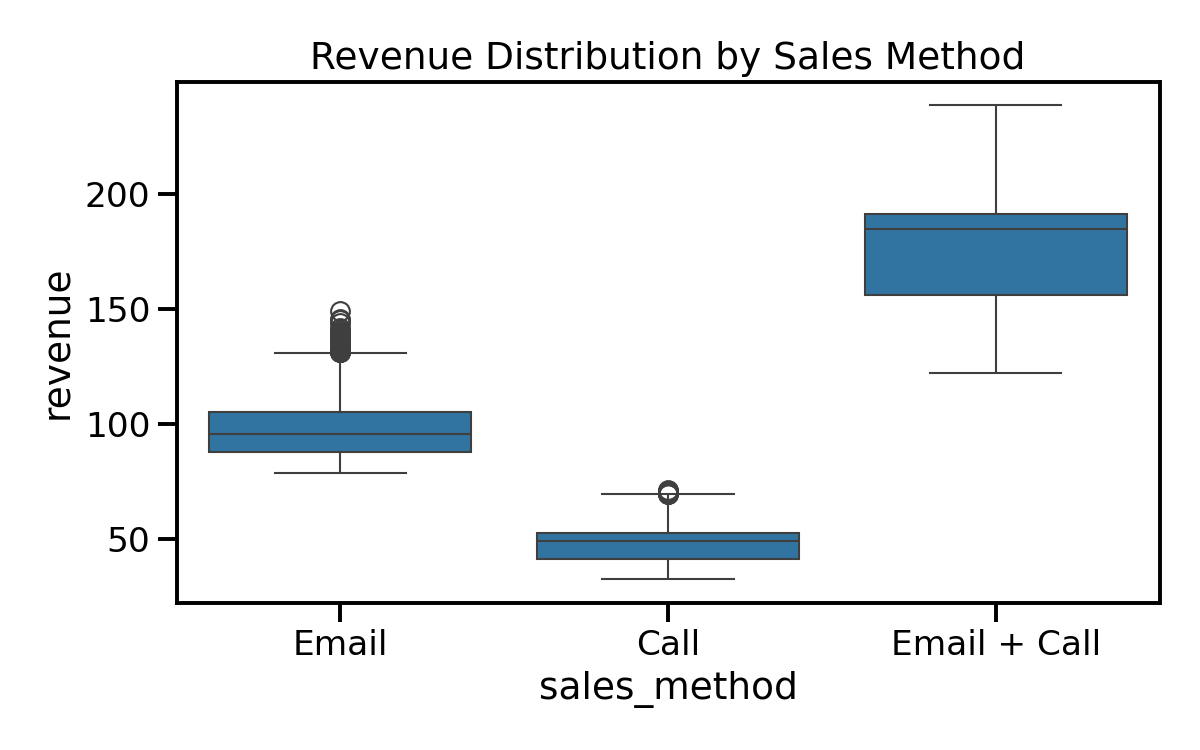 Revenue Distribution by Sales Method
revenue
200
150
100
50
Email
Call
Email + Call
sales_method